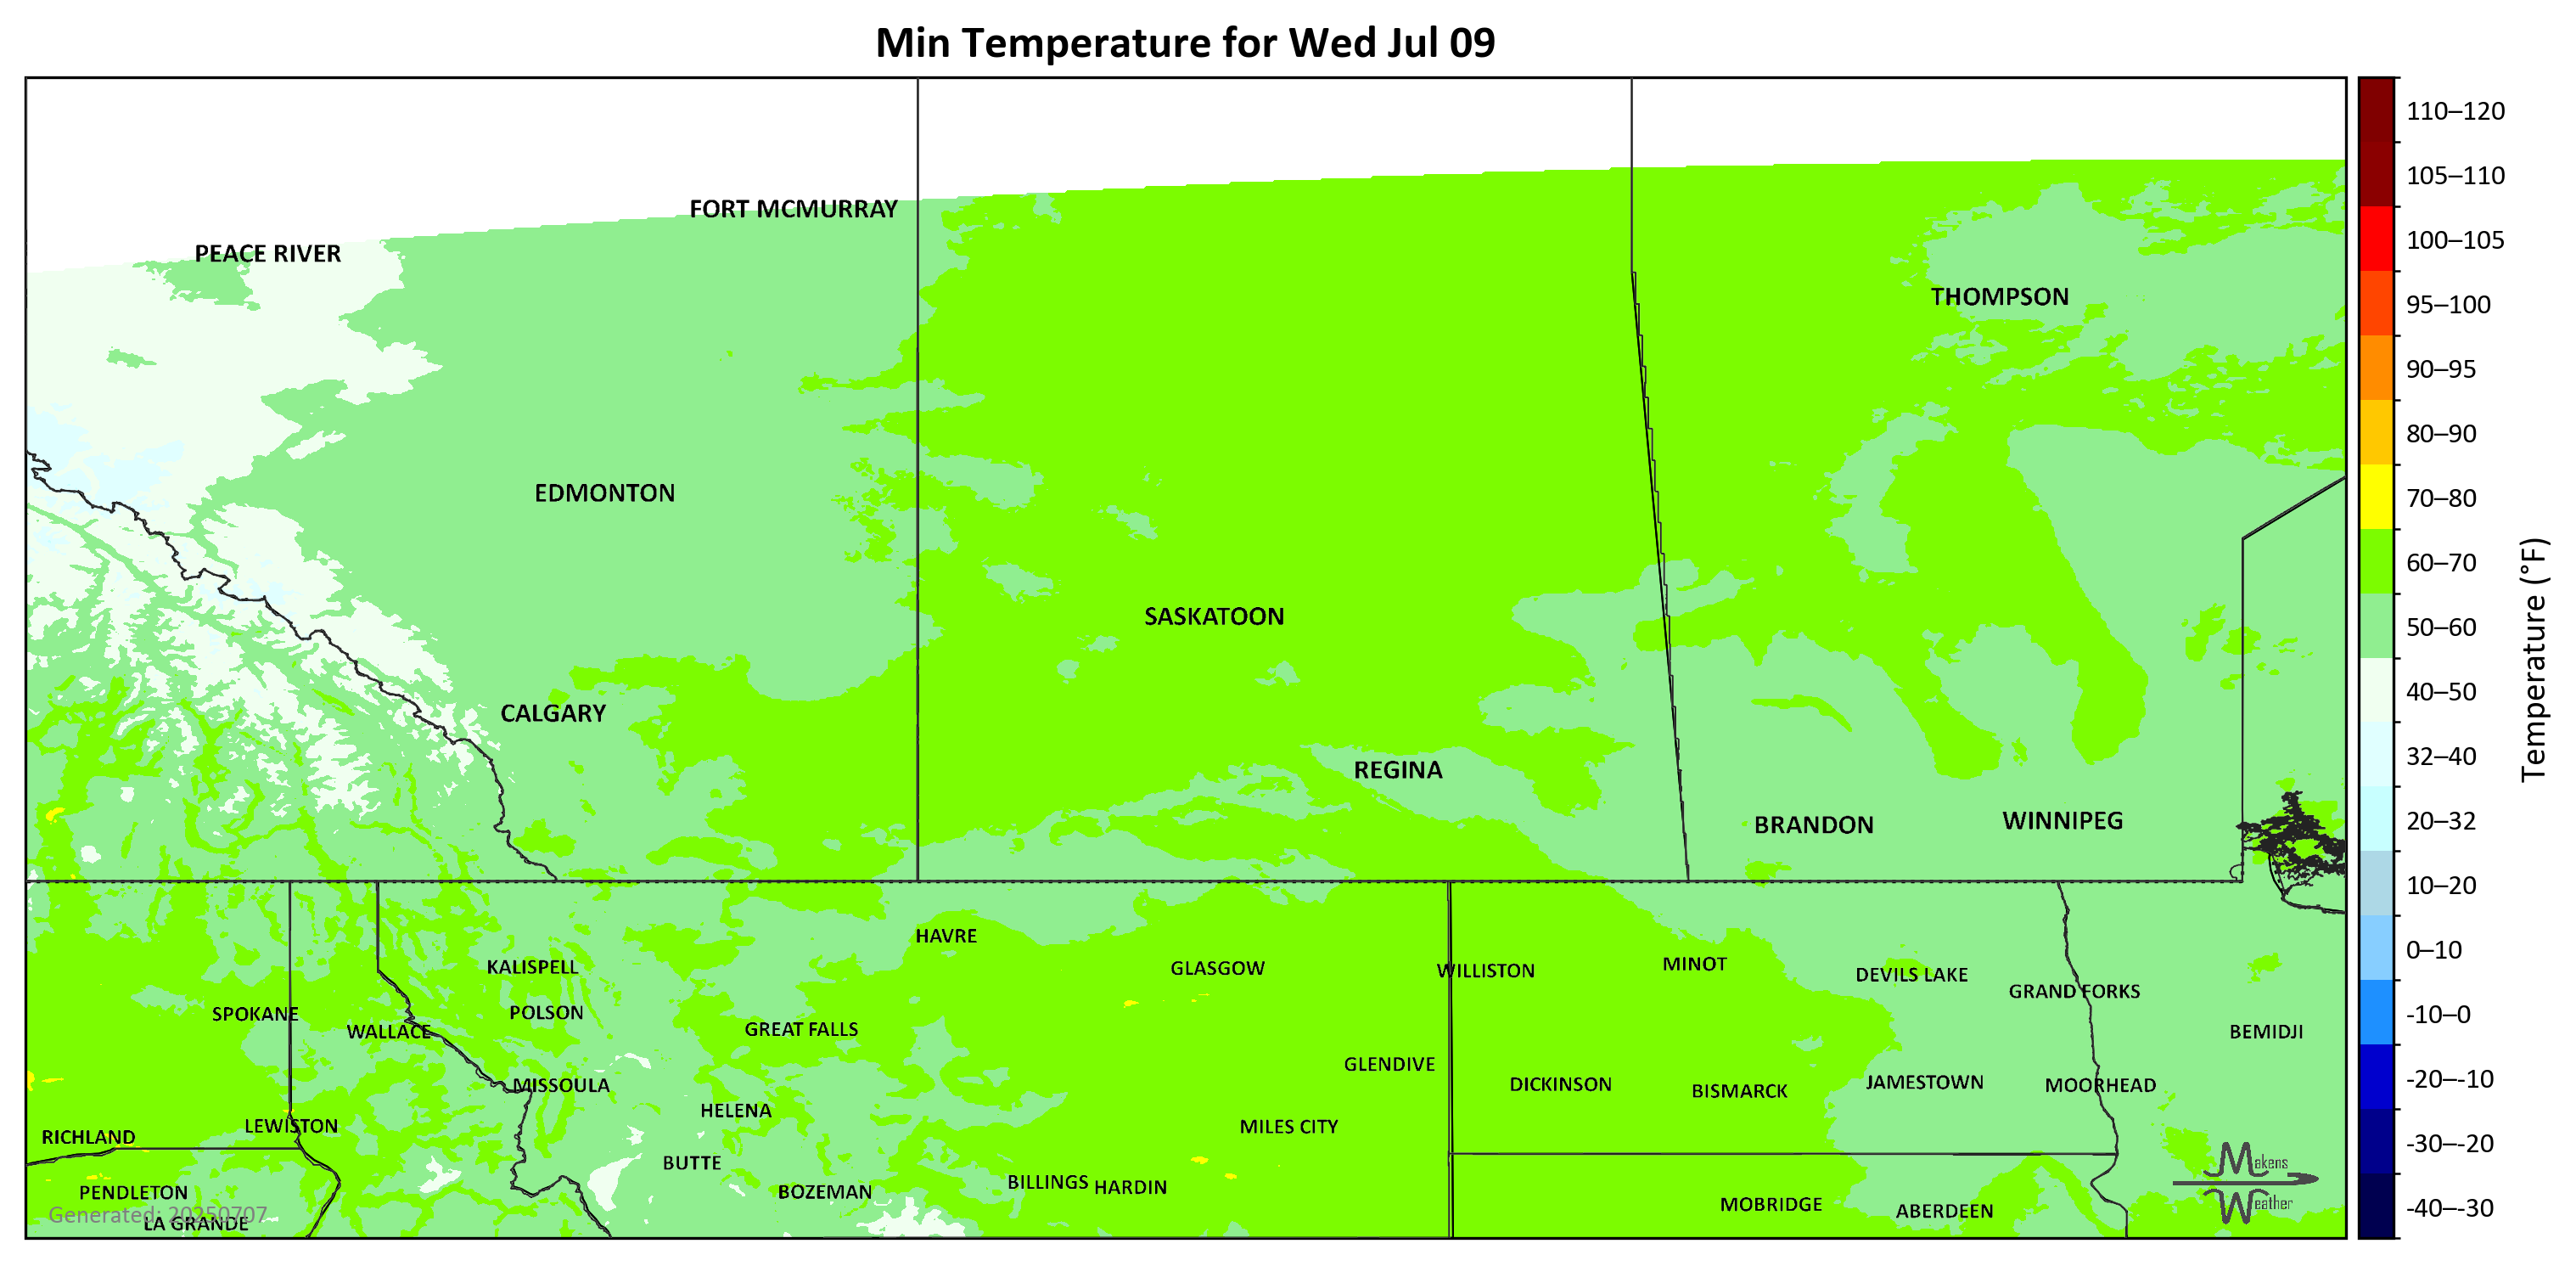 Min Temperature for Wed Jul 09
110–120
105–110
100–105
95–100
90–95
80–90
70–80
60–70
50–60
40–50
32–40
20–32
10–20
0–10
-10–0
-20–-10
-30–-20
-40–-30
Temperature (°F)
FORT MCMURRAY
PEACE RIVER
THOMPSON
EDMONTON
SASKATOON
CALGARY
REGINA
BRANDON
WINNIPEG
HAVRE
KALISPELL
GLASGOW
WILLISTON
MINOT
DEVILS LAKE
GRAND FORKS
SPOKANE
POLSON
WALLACE
GREAT FALLS
BEMIDJI
GLENDIVE
MISSOULA
DICKINSON
BISMARCK
JAMESTOWN
MOORHEAD
HELENA
LEWISTON
MILES CITY
RICHLAND
BUTTE
BILLINGS
HARDIN
PENDLETON
BOZEMAN
MOBRIDGE
ABERDEEN
LA GRANDE
Generated: 20250707
Makens
Weather